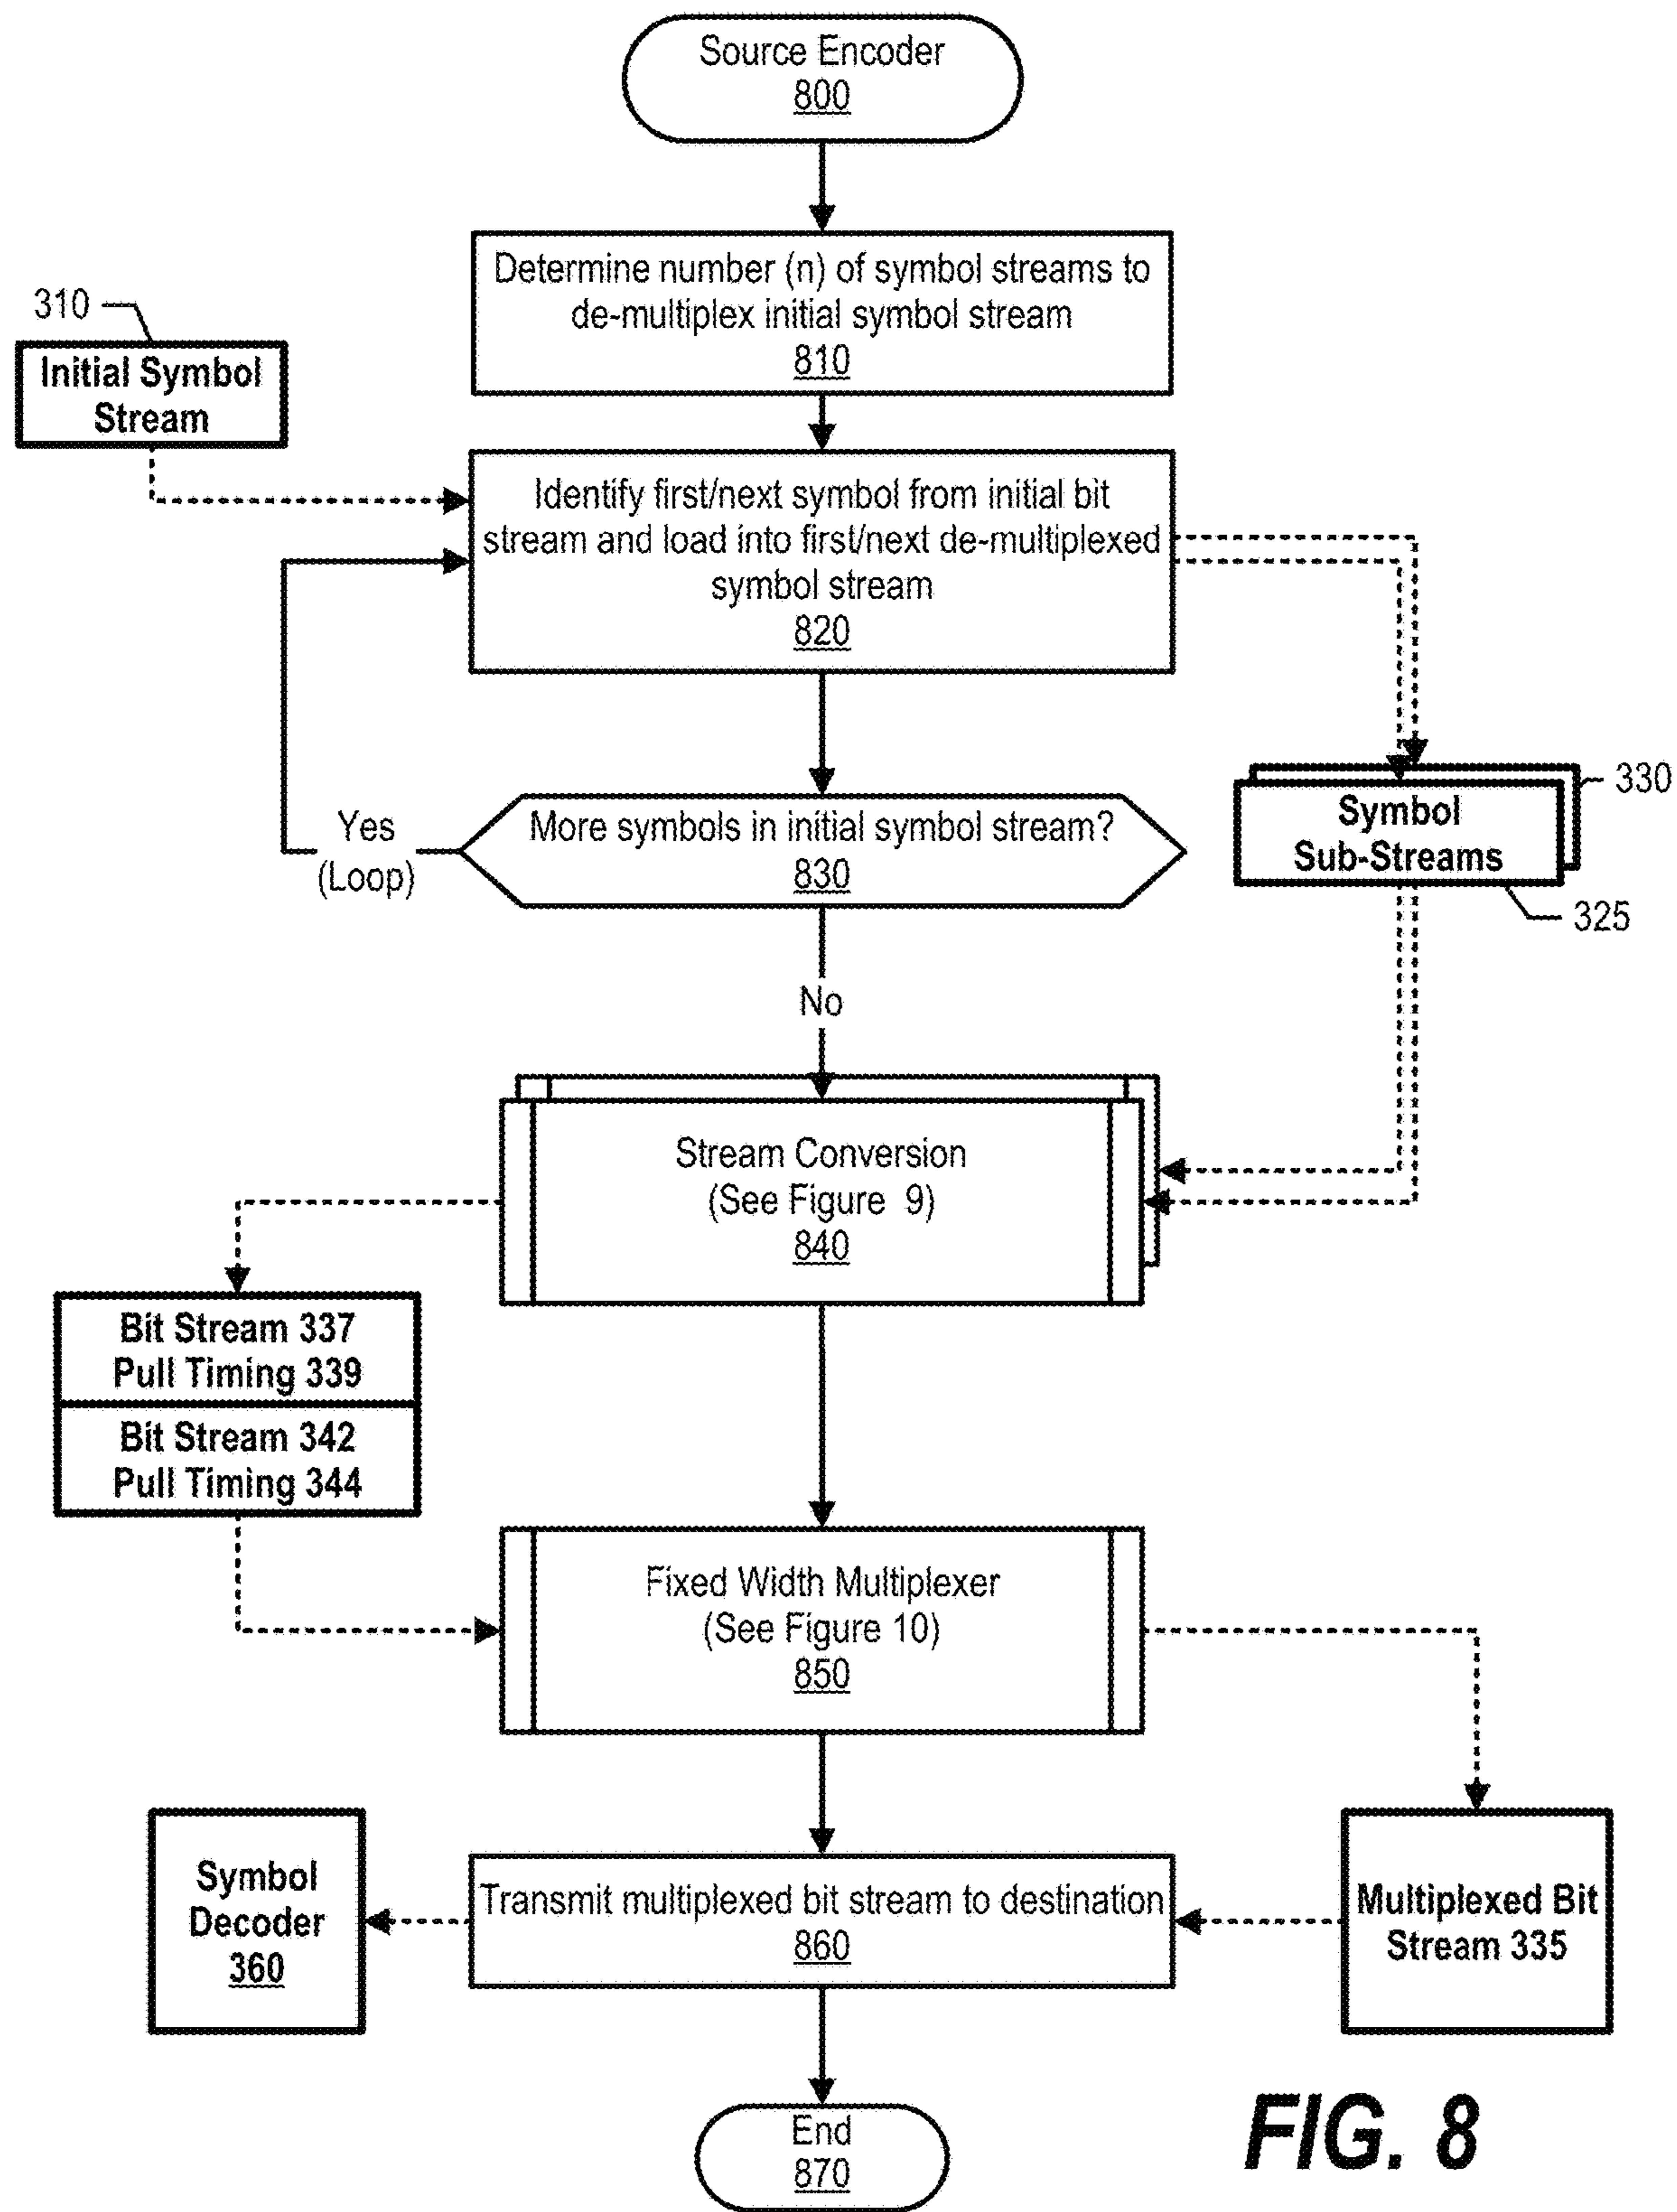 Source Encoder
800
Determine number (n) of symbol streams to
de-multiplex initial symbol stream
810
310
Initial Symbol
Stream
Identify first/next symbol from initial bit
stream and load into first/next de-multiplexed
symbol stream
820
330
Symbol
Sub-Streams
325
More symbols in initial symbol stream?
830
Yes
(Loop)
No
Stream Conversion
(See Figure 9)
840
Bit Stream 337
Pull Timing 339
Bit Stream 342
Pull Timing 344
Fixed Width Multiplexer
(See Figure 10)
850
Symbol
Decoder
360
Transmit multiplexed bit stream to destination
860
Multiplexed Bit
Stream 335
End
870
FIG. 8